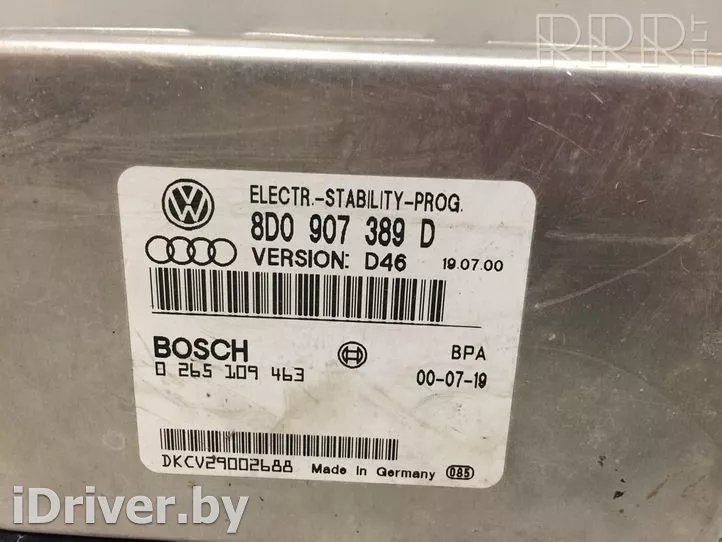 RRR.LT
ELECTR.-STABILITY-PROG.
8D0 907 389 D
VERSION: D46 19.07.00
BOSCH BPA
0 265 109 463 00-07-19
DKCV29002688 Made in Germany 085
iDriver.by